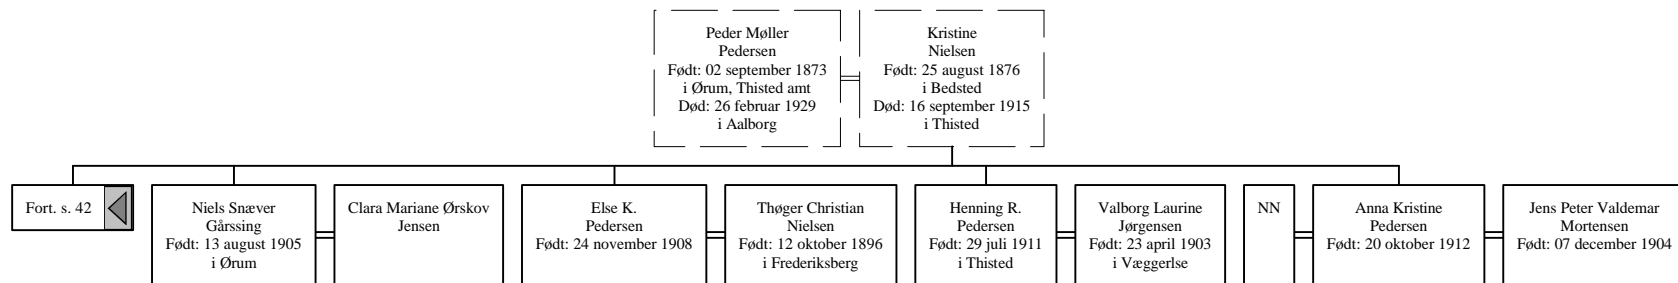 Peder Møller
Pedersen
Født: 02 september 1873
i Ørum, Thisted amt
Død: 26 februar 1929
i Aalborg
Kristine
Nielsen
Født: 25 august 1876
i Bedsted
Død: 16 september 1915
i Thisted
Fort. s. 42
Niels Snæver
Gårssing
Født: 13 august 1905
i Ørum
Clara Mariane Ørskov
Jensen
Else K.
Pedersen
Født: 24 november 1908
Thøger Christian
Nielsen
Født: 12 oktober 1896
i Frederiksberg
Henning R.
Pedersen
Født: 29 juli 1911
i Thisted
Valborg Laurine
Jørgensen
Født: 23 april 1903
i Væggerlse
NN
Anna Kristine
Pedersen
Født: 20 oktober 1912
Jens Peter Valdemar
Mortensen
Født: 07 december 1904